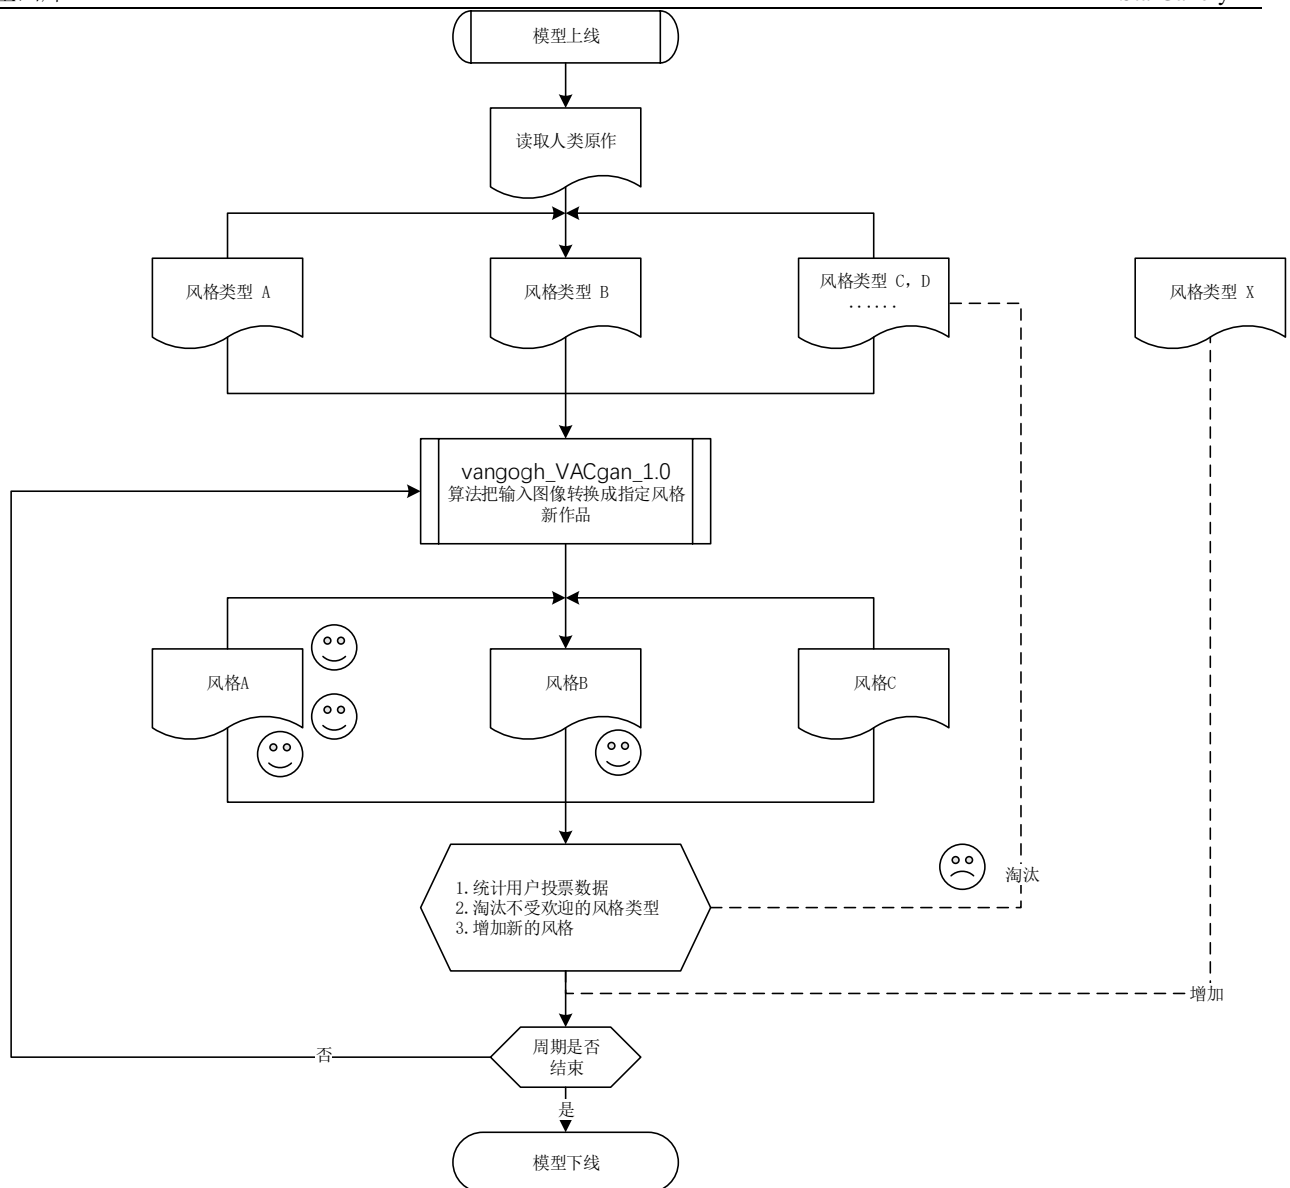 模型上线
读取人类原作
风格类型 A
风格类型 B
风格类型 C，D
......
风格类型 X
vangogh_VACgan_1.0
算法把输入图像转换成指定风格
新作品
风格A
风格B
风格C
1.统计用户投票数据
2.淘汰不受欢迎的风格类型
3.增加新的风格
淘汰
增加
周期是否
结束
否
是
模型下线